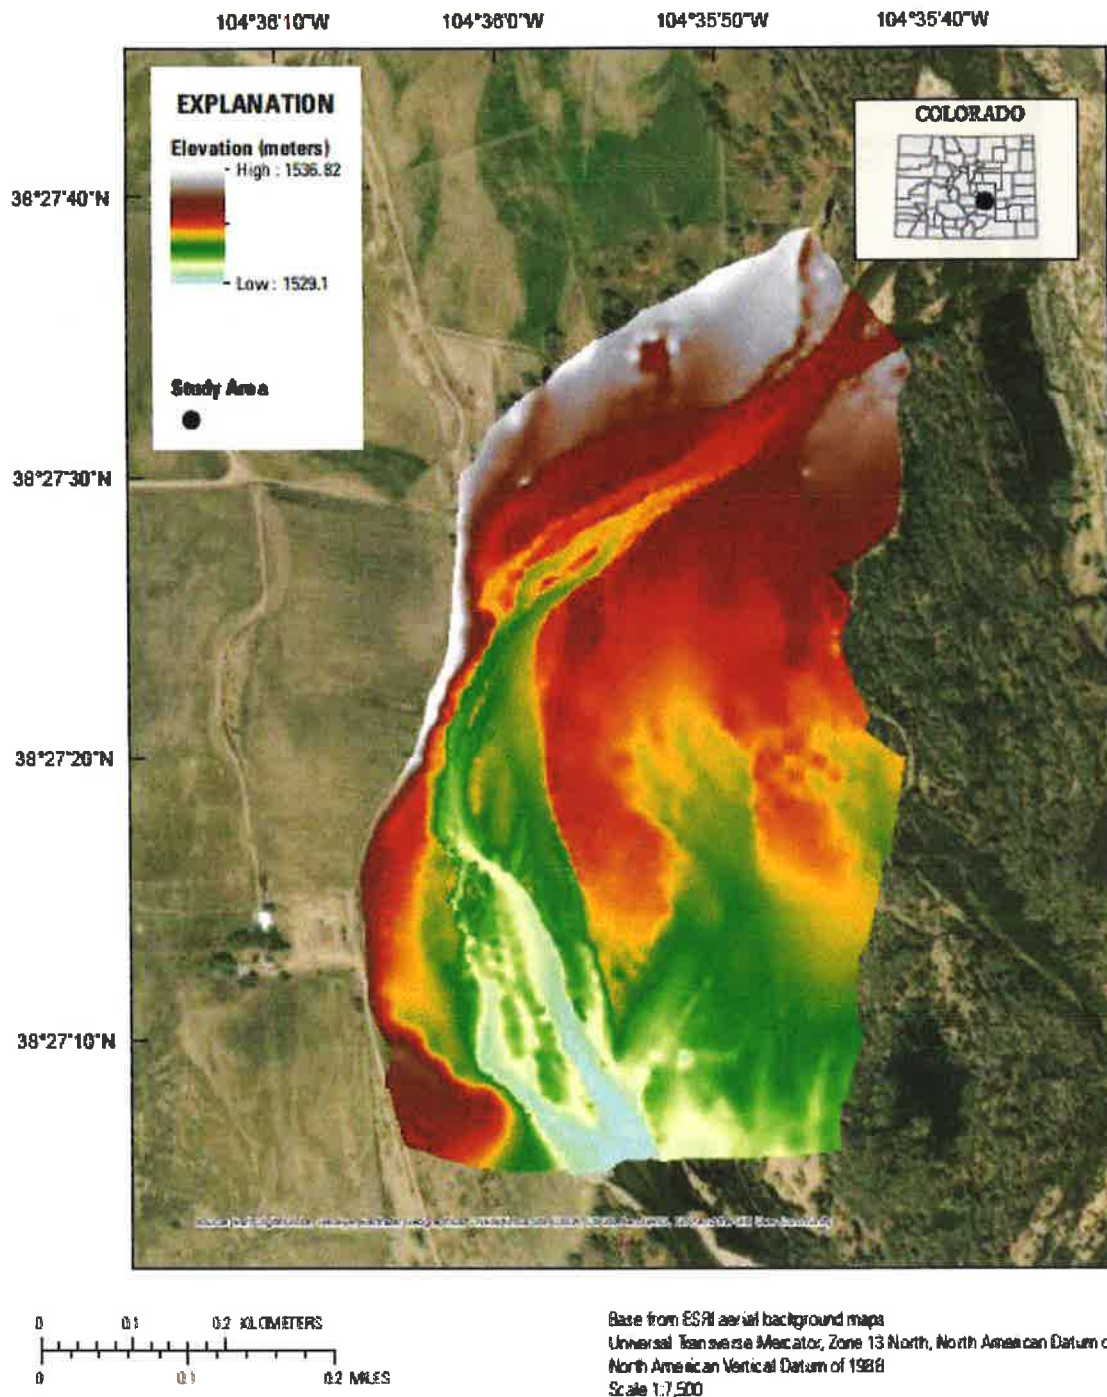 104°36'10"W 104°36'0"W 104°35'50"W 104°35'40"W
EXPLANATION
Elevation (meters)
High : 1536.82
Low : 1529.1
Study Area
COLORADO
38°27'40"N
38°27'30"N
38°27'20"N
38°27'10"N
0 0.1 0.2 KILOMETERS
0 0.1 0.2 MILES
Base from ESRI aerial background maps
Universal Transverse Mercator, Zone 13 North, North American Datum o
North American Vertical Datum of 1988
Scale 1:7,500